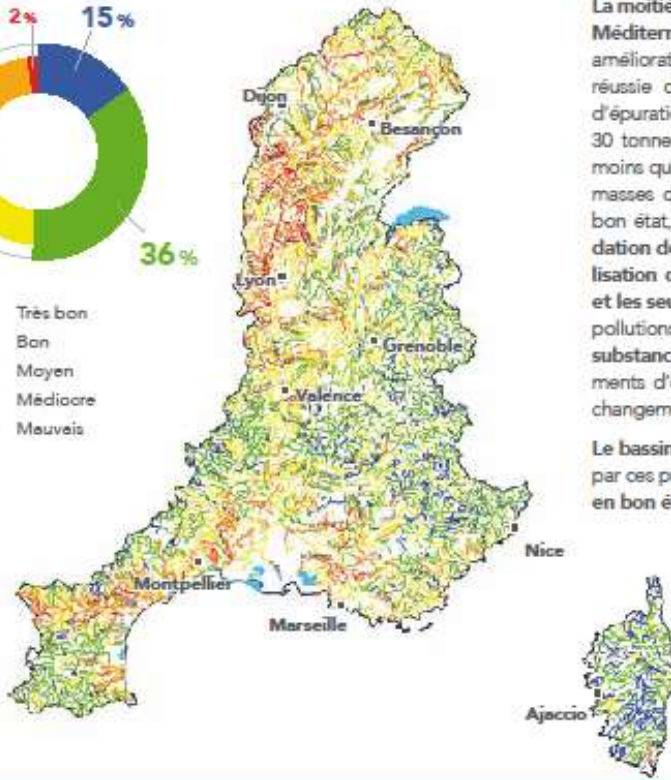 2%
15%
36%
Très bon
Bon
Moyen
Médiocre
Mauvais
Dijon
Besançon
Lyon
Grenoble
Valence
Nice
Montpellier
Marseille
Ajaccio
La moitié
Méditerr
améliorat
réussie c
d'épuratio
30 tonne
moins qu
masses c
bon état,
dation de
lisation c
et les seu
pollutions
substanc
ments d'
changem
Le bassin
par ces p
en bon é